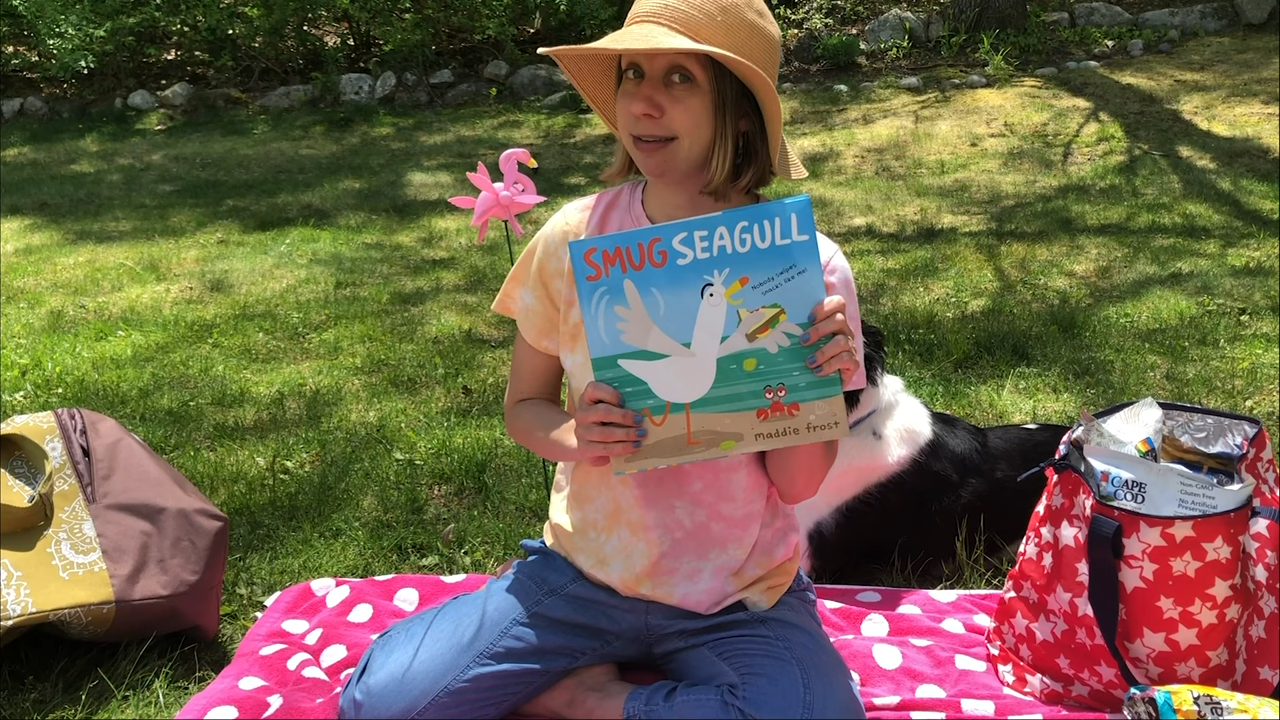 SMUG SEAGULL
Nobody swipes
snacks like me!
maddie frost
CAPE
COD
Non-GMO
Gluten Free
No Artificial